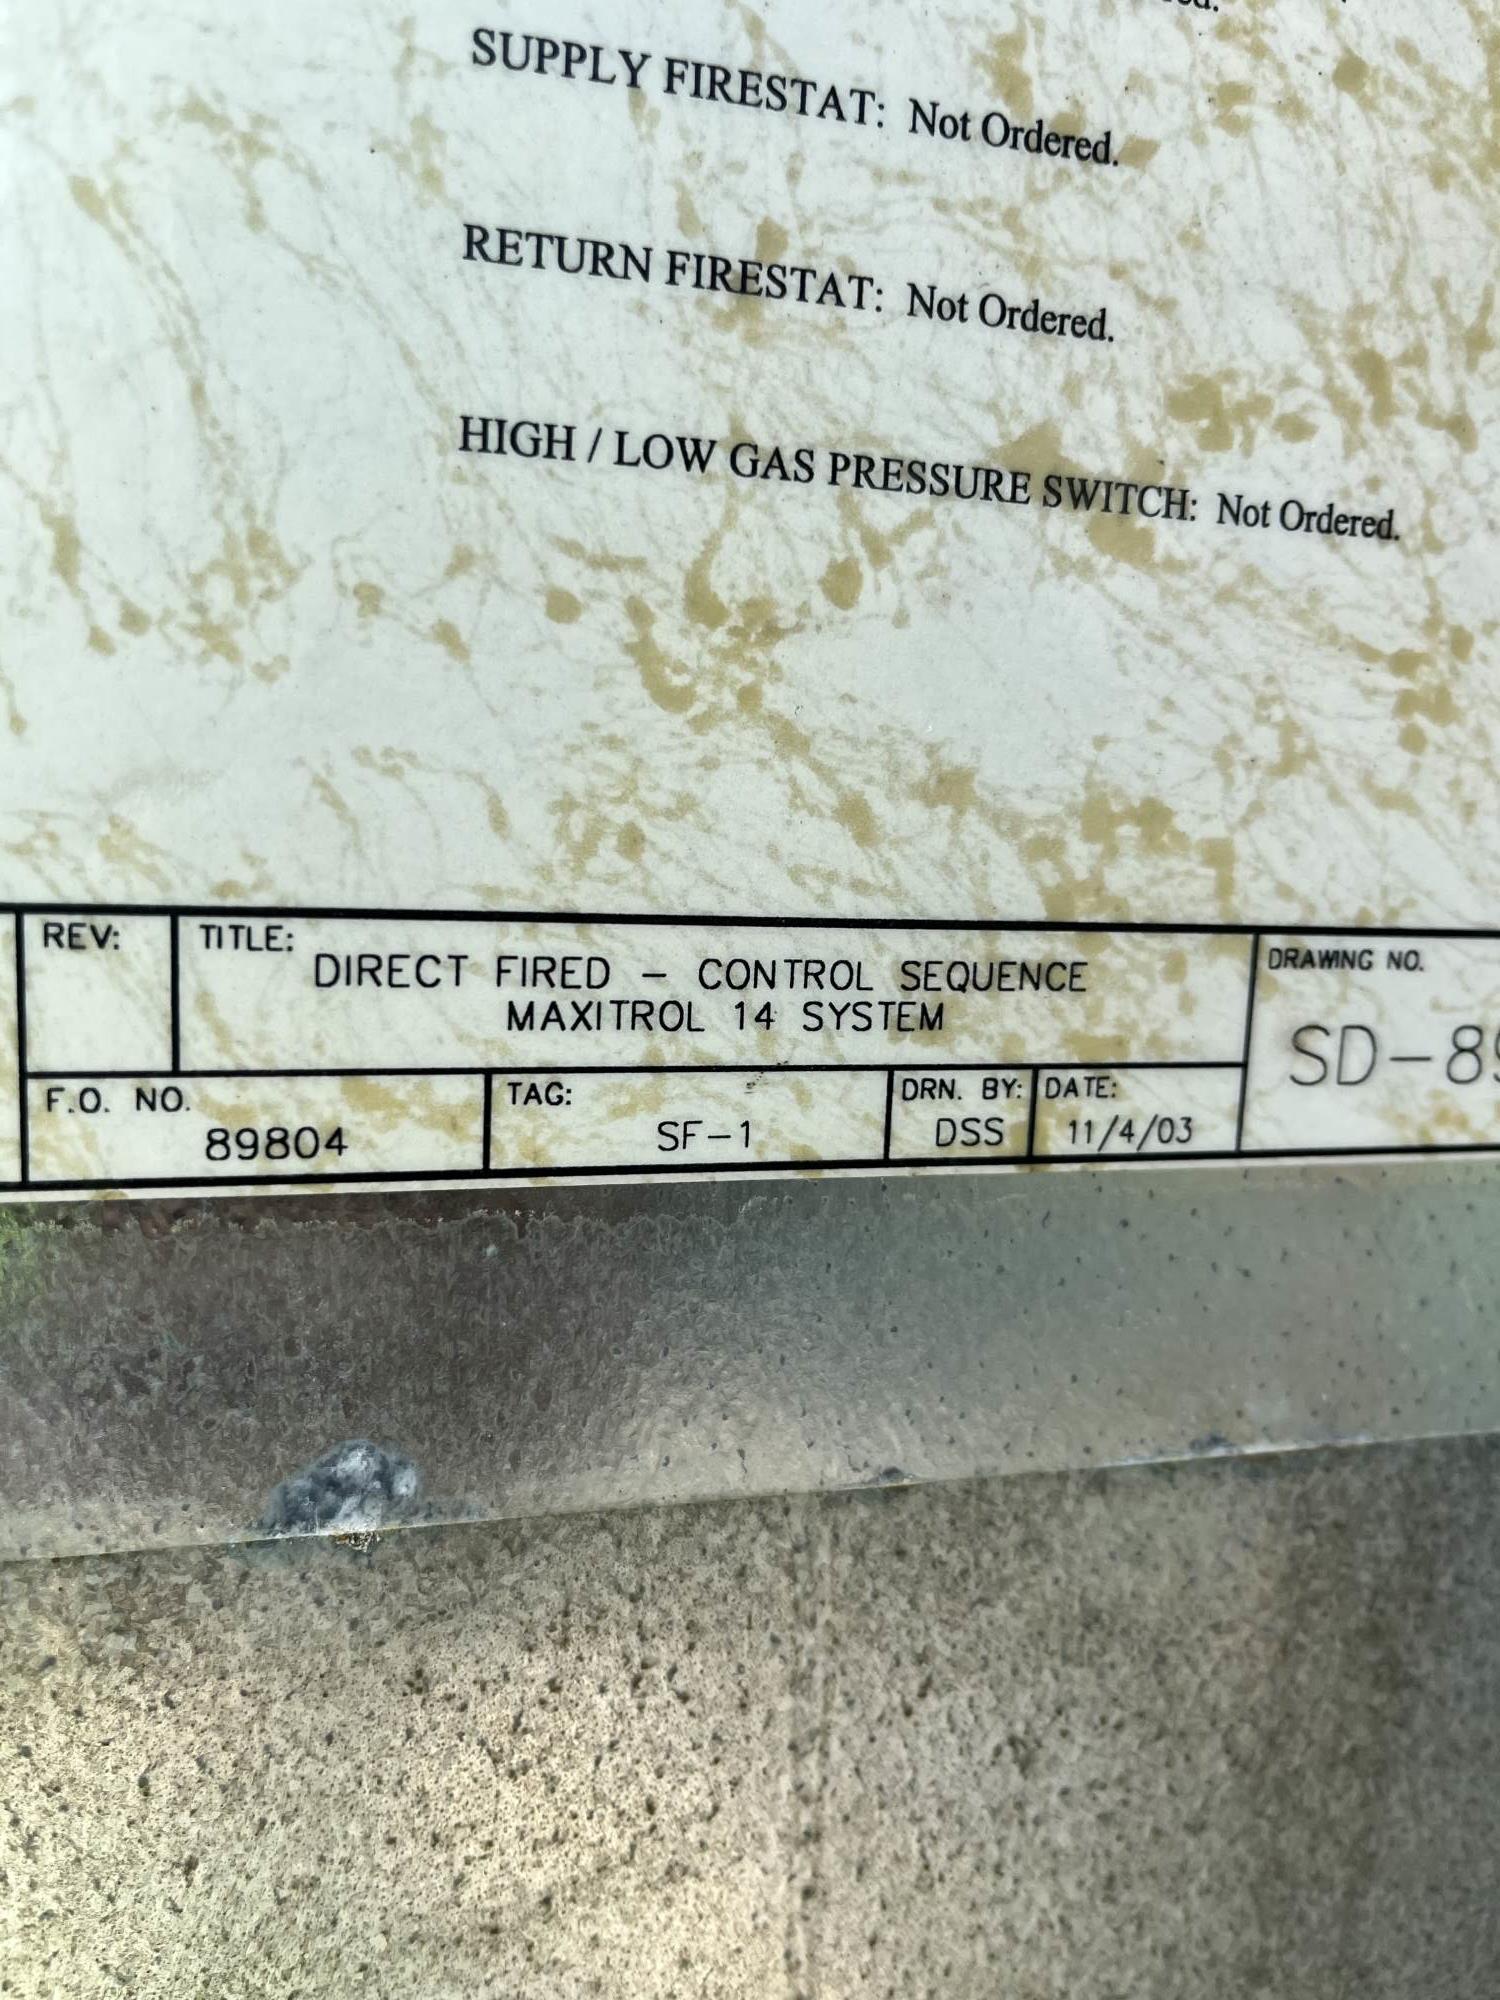 SUPPLY FIRESTAT: Not Ordered.
RETURN FIRESTAT: Not Ordered.
HIGH / LOW GAS PRESSURE SWITCH: Not Ordered.
REV:
TITLE:
DIRECT FIRED - CONTROL SEQUENCE
MAXITROL 14 SYSTEM
DRAWING NO.
SD-89
F.O. NO.
89804
TAG:
SF-1
DRN. BY:
DSS
DATE:
11/4/03